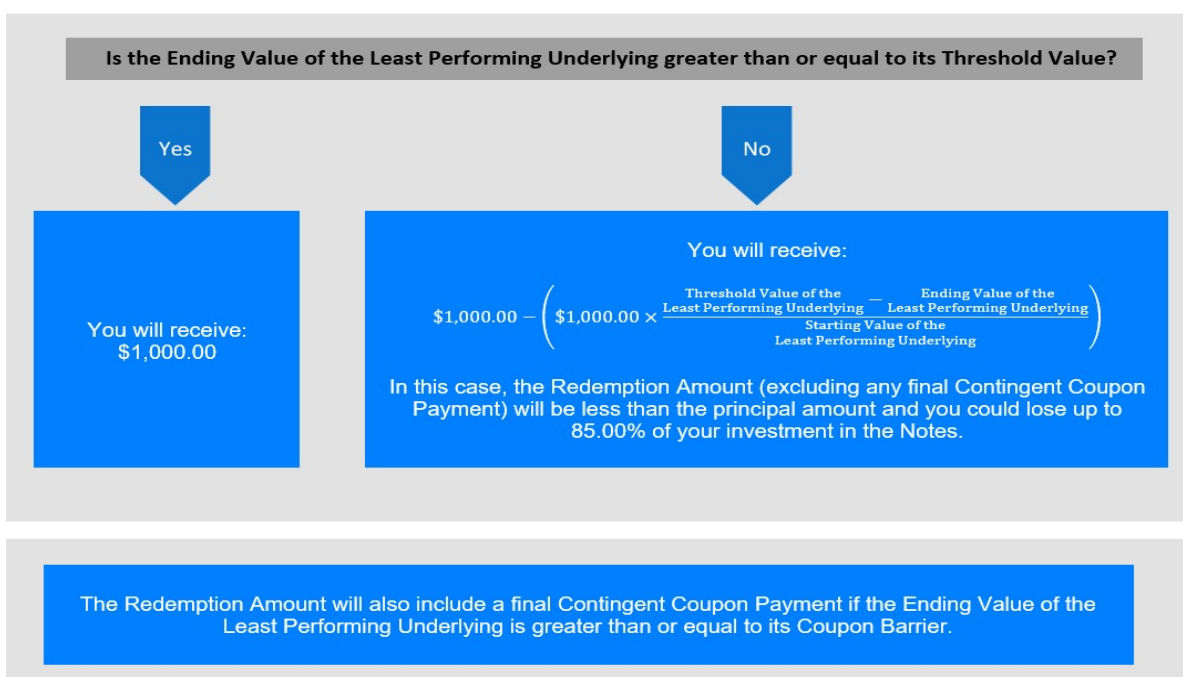 Is the Ending Value of the Least Performing Underlying greater than or equal to its Threshold Value?
Yes
No
You will receive:
$1,000.00
You will receive:
$1,000.00 − ($1,000.00 × (Threshold Value of the Least Performing Underlying − Ending Value of the Least Performing Underlying) / Starting Value of the Least Performing Underlying)
In this case, the Redemption Amount (excluding any final Contingent Coupon
Payment) will be less than the principal amount and you could lose up to
85.00% of your investment in the Notes.
The Redemption Amount will also include a final Contingent Coupon Payment if the Ending Value of the
Least Performing Underlying is greater than or equal to its Coupon Barrier.